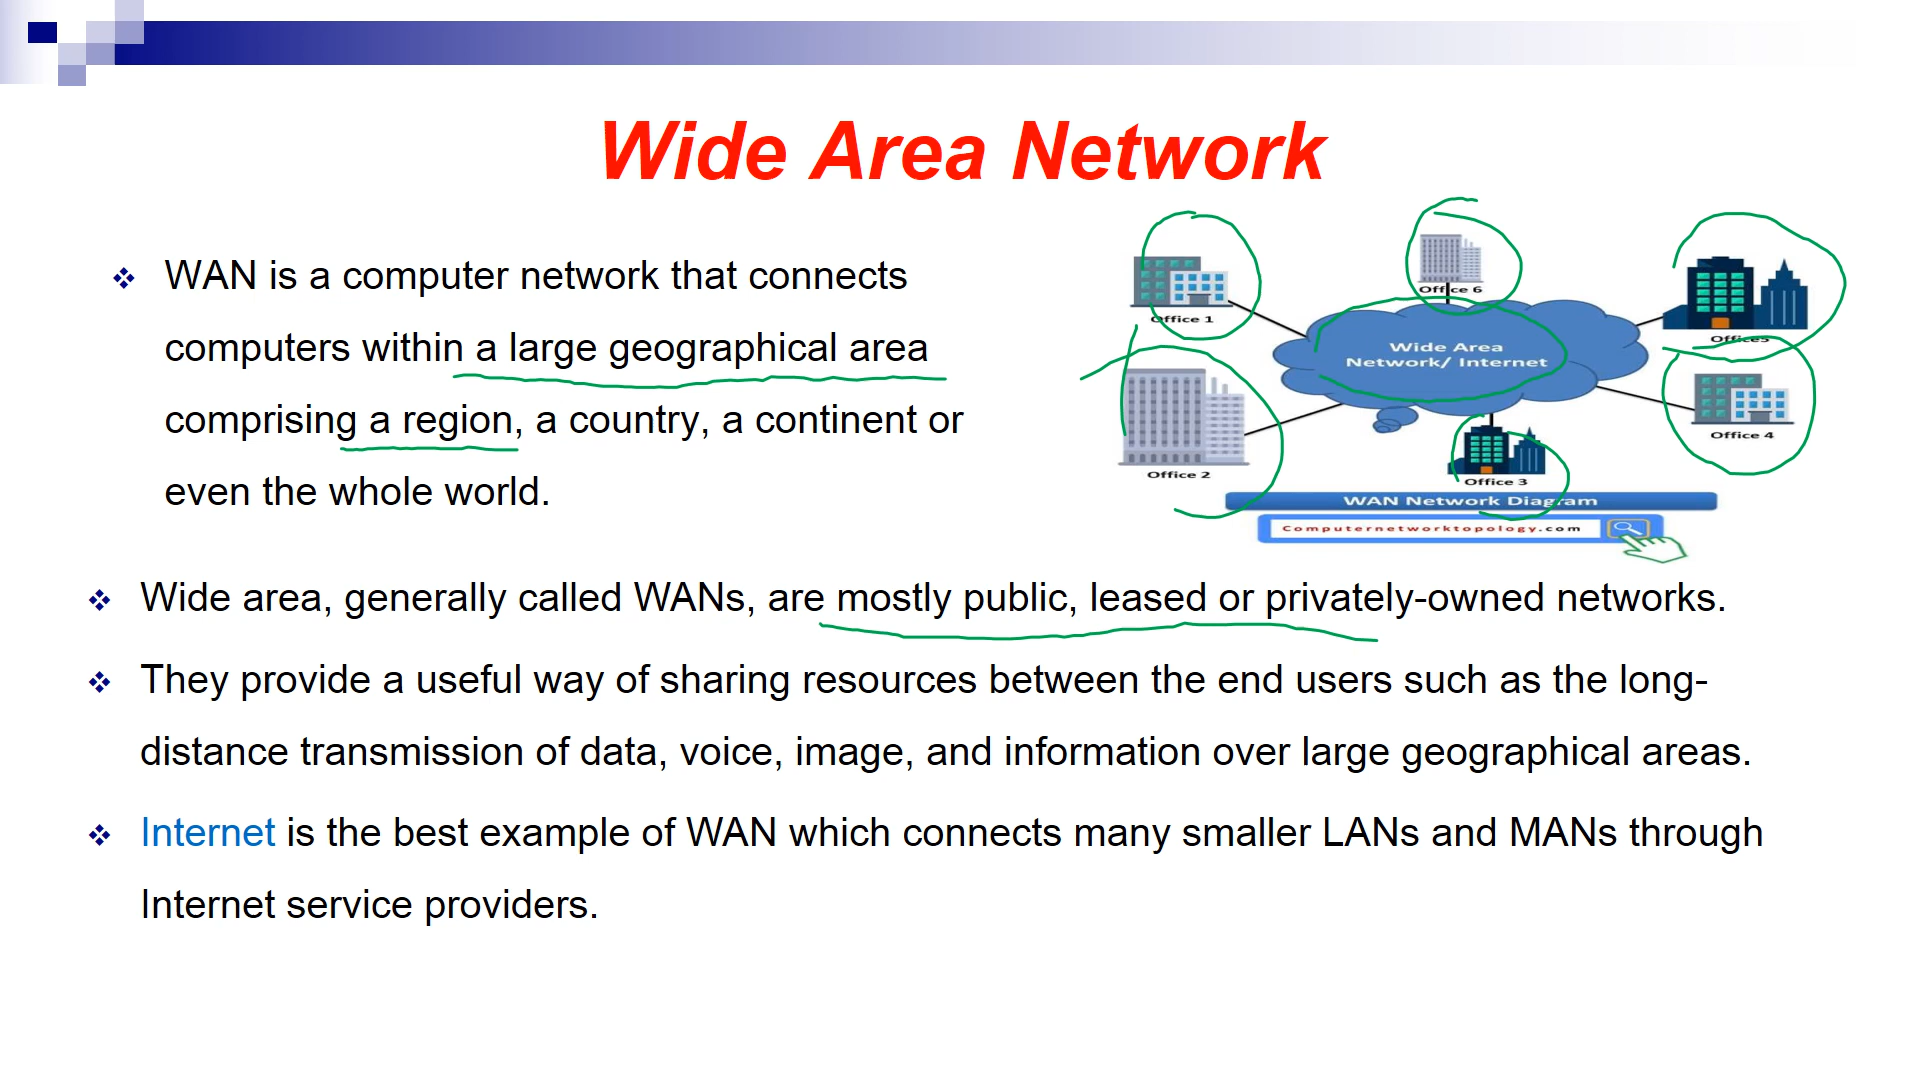 Wide Area Network
❖ WAN is a computer network that connects
computers within a large geographical area
comprising a region, a country, a continent or
even the whole world.
Office 1
Office 6
Office5
Wide Area
Network/ Internet
Office 2
Office 3
Office 4
WAN Network Diagram
Computernetworktopology.com
❖ Wide area, generally called WANs, are mostly public, leased or privately-owned networks.
❖ They provide a useful way of sharing resources between the end users such as the long-
distance transmission of data, voice, image, and information over large geographical areas.
❖ Internet is the best example of WAN which connects many smaller LANs and MANs through
Internet service providers.